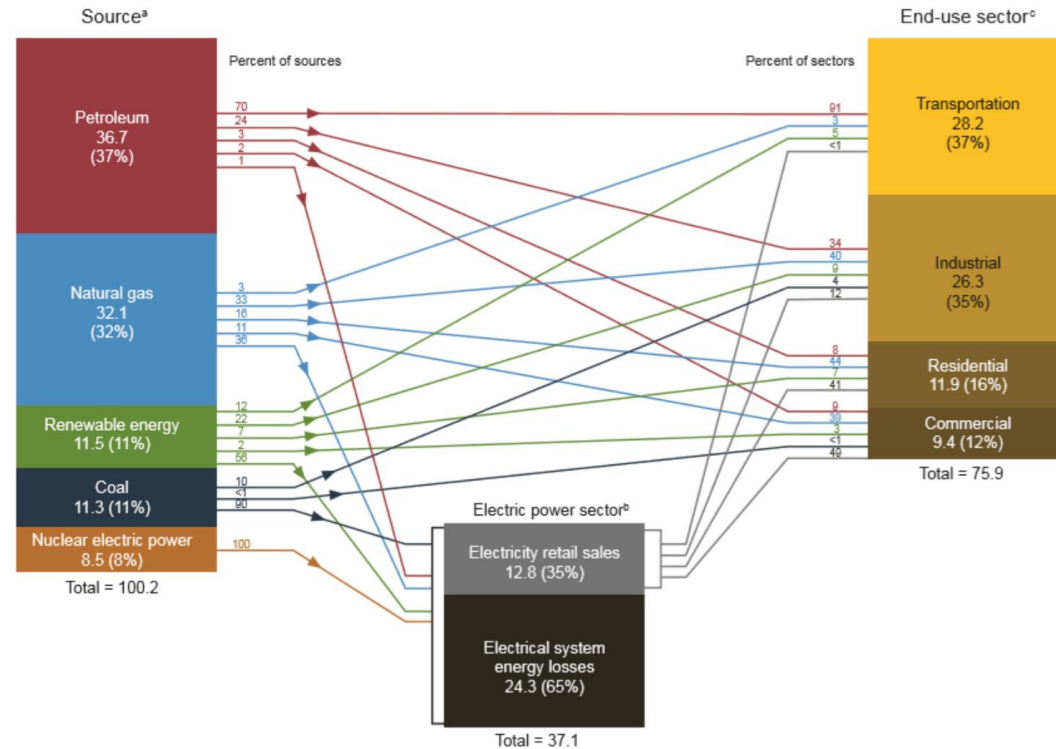 Sourceᵃ
End-use sectorᶜ
Percent of sources
Percent of sectors
Petroleum
36.7
(37%)
70
24
3
2
1
Natural gas
32.1
(32%)
3
33
16
11
36
Renewable energy
11.5 (11%)
12
22
7
2
56
Coal
11.3 (11%)
10
<1
90
Nuclear electric power
8.5 (8%)
100
Total = 100.2
Electric power sectorᵇ
Electricity retail sales
12.8 (35%)
Electrical system
energy losses
24.3 (65%)
Total = 37.1
91
3
5
<1
Transportation
28.2
(37%)
34
40
9
4
12
Industrial
26.3
(35%)
8
44
7
41
Residential
11.9 (16%)
9
39
3
<1
49
Commercial
9.4 (12%)
Total = 75.9